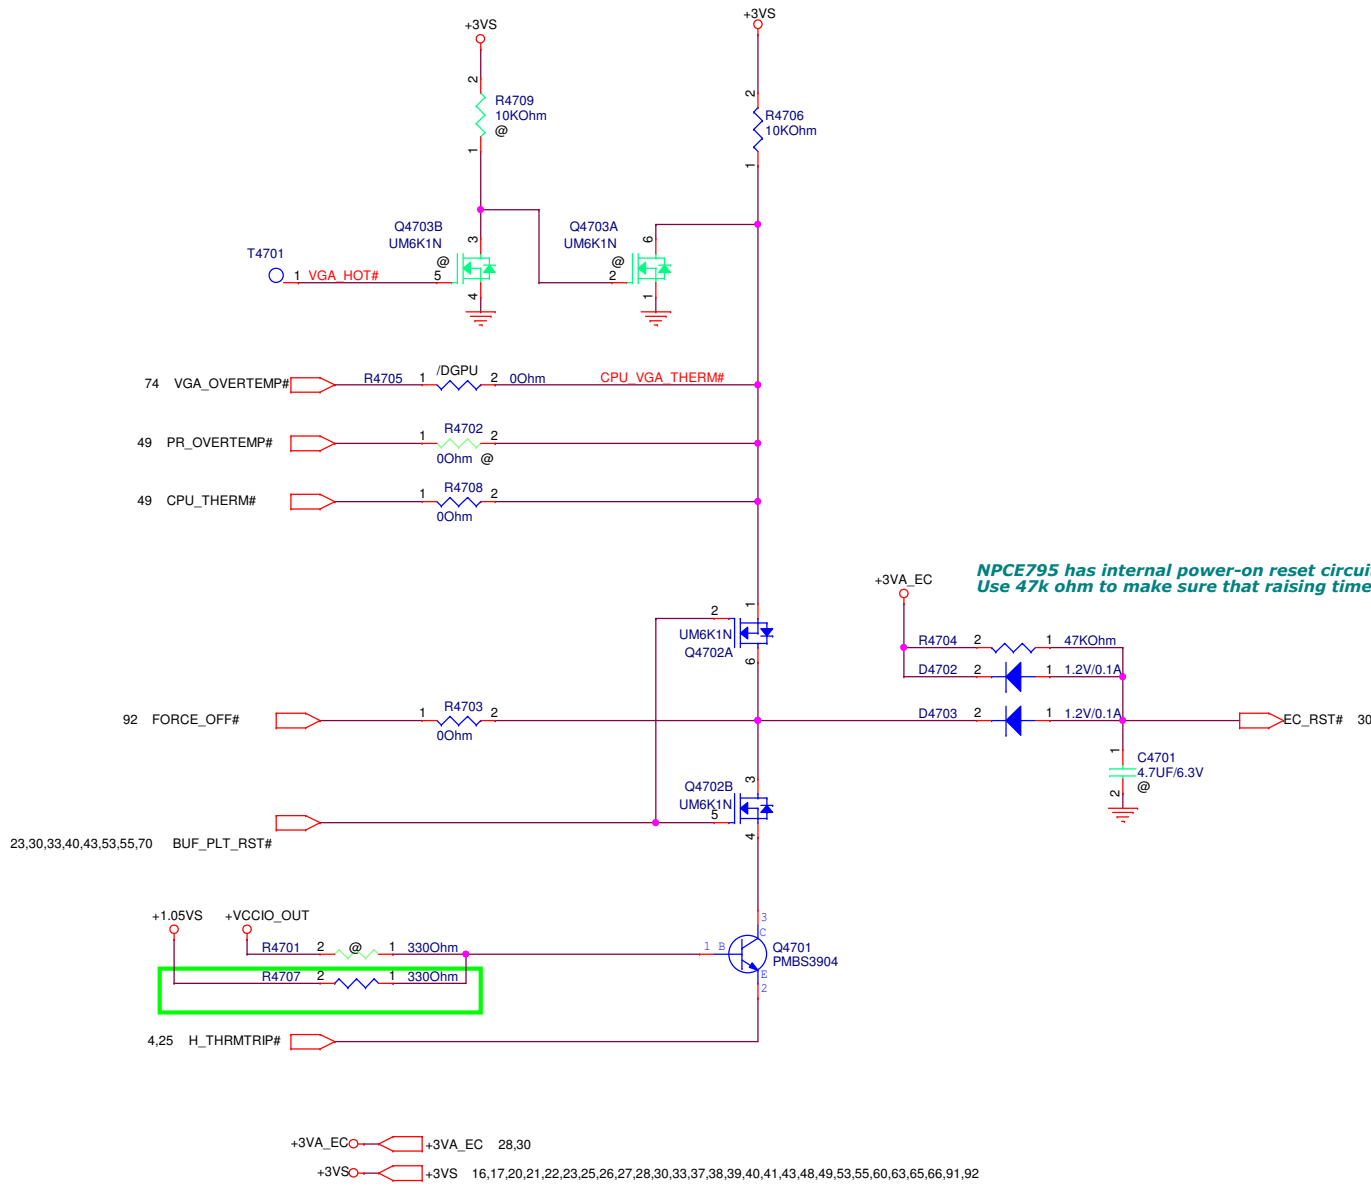 +3VS
+3VS
2
R4709
10KOhm
@
1
2
R4706
10KOhm
1
Q4703B
UM6K1N
@
3
5
4
Q4703A
UM6K1N
@
6
2
1
T4701
1 VGA_HOT#
74 VGA_OVERTEMP# R4705 1 /DGPU 2 0Ohm CPU_VGA_THERM#
49 PR_OVERTEMP# 1 R4702 2
0Ohm @
49 CPU_THERM# 1 R4708 2
0Ohm
NPCE795 has internal power-on reset circui
Use 47k ohm to make sure that raising time
+3VA_EC
2
1
UM6K1N
Q4702A
6
R4704 2 1 47KOhm
D4702 2 1 1.2V/0.1A
92 FORCE_OFF# 1 R4703 2
0Ohm
D4703 2 1 1.2V/0.1A
EC_RST# 30
1
C4701
4.7UF/6.3V
@
2
Q4702B
UM6K1N
3
5
4
23,30,33,40,43,53,55,70 BUF_PLT_RST#
+1.05VS +VCCIO_OUT
R4701 2 @ 1 330Ohm
R4707 2 1 330Ohm
3
C
1 B
Q4701
PMBS3904
E
2
4,25 H_THRMTRIP#
+3VA_EC +3VA_EC 28,30
+3VS +3VS 16,17,20,21,22,23,25,26,27,28,30,33,37,38,39,40,41,43,48,49,53,55,60,63,65,66,91,92